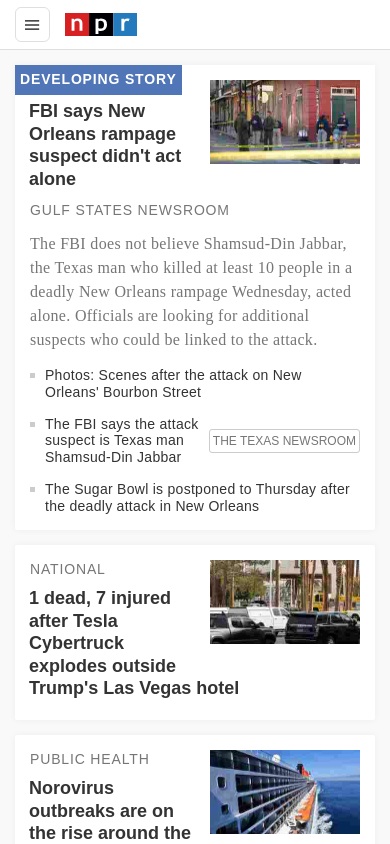 npr
DEVELOPING STORY
FBI says New
Orleans rampage
suspect didn't act
alone
GULF STATES NEWSROOM
The FBI does not believe Shamsud-Din Jabbar,
the Texas man who killed at least 10 people in a
deadly New Orleans rampage Wednesday, acted
alone. Officials are looking for additional
suspects who could be linked to the attack.
Photos: Scenes after the attack on New
Orleans' Bourbon Street
The FBI says the attack
suspect is Texas man
Shamsud-Din Jabbar
THE TEXAS NEWSROOM
The Sugar Bowl is postponed to Thursday after
the deadly attack in New Orleans
NATIONAL
1 dead, 7 injured
after Tesla
Cybertruck
explodes outside
Trump's Las Vegas hotel
PUBLIC HEALTH
Norovirus
outbreaks are on
the rise around the